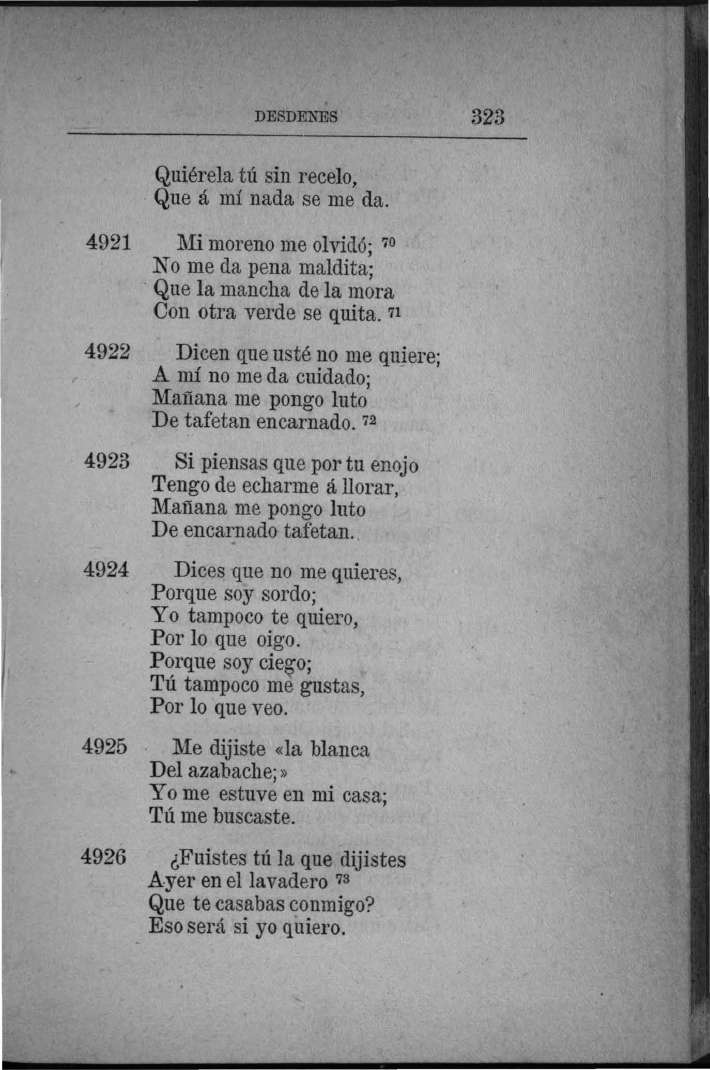 DESDENES 323
Quiérela tú sin recelo,
Que á mí nada se me da.
4921 Mi moreno me olvidó; 70
No me da pena maldita;
Que la mancha de la mora
Con otra verde se quita. 71
4922 Dicen que usté no me quiere;
A mí no me da cuidado;
Mañana me pongo luto
De tafetan encarnado. 72
4923 Si piensas que por tu enojo
Tengo de echarme á llorar,
Mañana me pongo luto
De encarnado tafetan.
4924 Dices que no me quieres,
Porque soy sordo;
Yo tampoco te quiero,
Por lo que oigo.
Porque soy ciego;
Tú tampoco me gustas,
Por lo que veo.
4925 Me dijiste «la blanca
Del azabache;»
Yo me estuve en mi casa;
Tú me buscaste.
4926 ¿Fuistes tú la que dijistes
Ayer en el lavadero 73
Que te casabas conmigo?
Eso será si yo quiero.